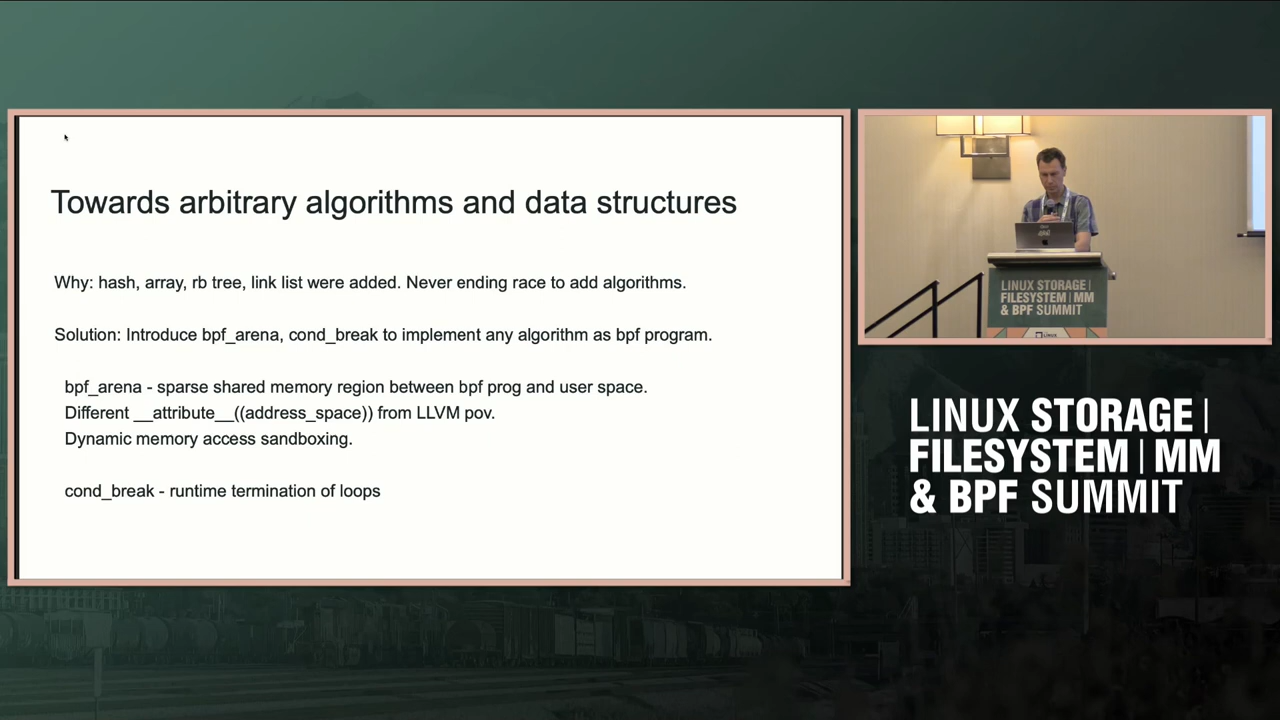 Towards arbitrary algorithms and data structures
Why: hash, array, rb tree, link list were added. Never ending race to add algorithms.
Solution: Introduce bpf_arena, cond_break to implement any algorithm as bpf program.
bpf_arena - sparse shared memory region between bpf prog and user space.
Different __attribute__((address_space)) from LLVM pov.
Dynamic memory access sandboxing.
cond_break - runtime termination of loops
LINUX STORAGE |
FILESYSTEM | MM
& BPF SUMMIT
LINUX STORAGE |
FILESYSTEM | MM
& BPF SUMMIT